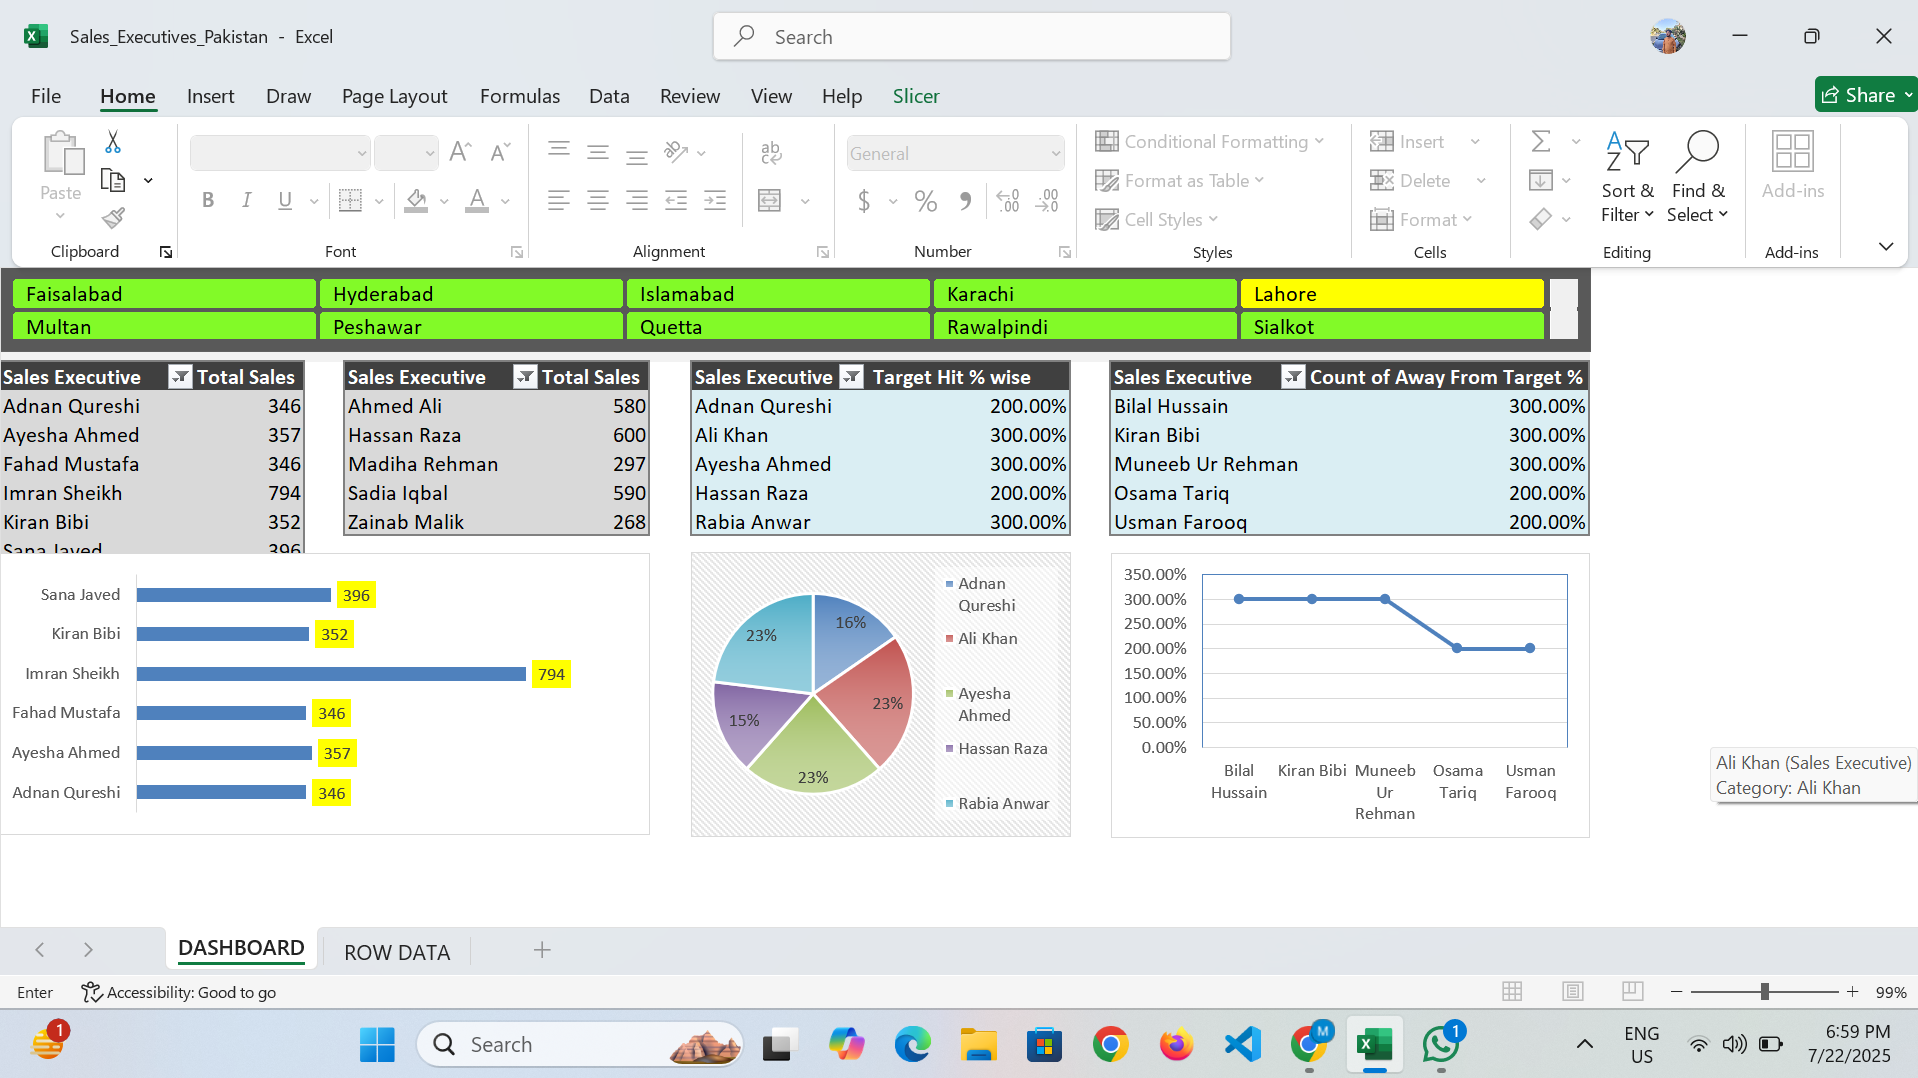 Sales_Executives_Pakistan - Excel
Search
File Home Insert Draw Page Layout Formulas Data Review View Help Slicer
Share
Paste
Clipboard
B I U A
Font
ab
Alignment
General
$ % 9
Number
Conditional Formatting
Format as Table
Cell Styles
Styles
Insert
Delete
Format
Cells
Sort & Filter
Find & Select
Editing
Add-ins
Add-ins
Faisalabad Hyderabad Islamabad Karachi Lahore
Multan Peshawar Quetta Rawalpindi Sialkot
Sales Executive Total Sales
Adnan Qureshi 346
Ayesha Ahmed 357
Fahad Mustafa 346
Imran Sheikh 794
Kiran Bibi 352
Sana Javed 396
Sales Executive Total Sales
Ahmed Ali 580
Hassan Raza 600
Madiha Rehman 297
Sadia Iqbal 590
Zainab Malik 268
Sales Executive Target Hit % wise
Adnan Qureshi 200.00%
Ali Khan 300.00%
Ayesha Ahmed 300.00%
Hassan Raza 200.00%
Rabia Anwar 300.00%
Sales Executive Count of Away From Target %
Bilal Hussain 300.00%
Kiran Bibi 300.00%
Muneeb Ur Rehman 300.00%
Osama Tariq 200.00%
Usman Farooq 200.00%
Sana Javed 396
Kiran Bibi 352
Imran Sheikh 794
Fahad Mustafa 346
Ayesha Ahmed 357
Adnan Qureshi 346
16%
23%
23%
15%
23%
Adnan
Qureshi
Ali Khan
Ayesha
Ahmed
Hassan Raza
Rabia Anwar
350.00%
300.00%
250.00%
200.00%
150.00%
100.00%
50.00%
0.00%
Bilal
Hussain
Kiran Bibi
Muneeb
Ur
Rehman
Osama
Tariq
Usman
Farooq
Ali Khan (Sales Executive)
Category: Ali Khan
DASHBOARD ROW DATA
Enter Accessibility: Good to go 99%
1
Search
M
1
ENG
US
6:59 PM
7/22/2025